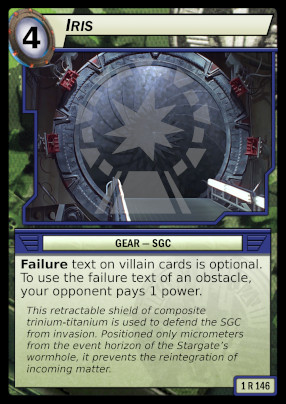 4
IRIS
GEAR – SGC
Failure text on villain cards is optional.
To use the failure text of an obstacle,
your opponent pays 1 power.
This retractable shield of composite
trinium-titanium is used to defend the SGC
from invasion. Positioned only micrometers
from the event horizon of the Stargate's
wormhole, it prevents the reintegration of
incoming matter.
1 R 146